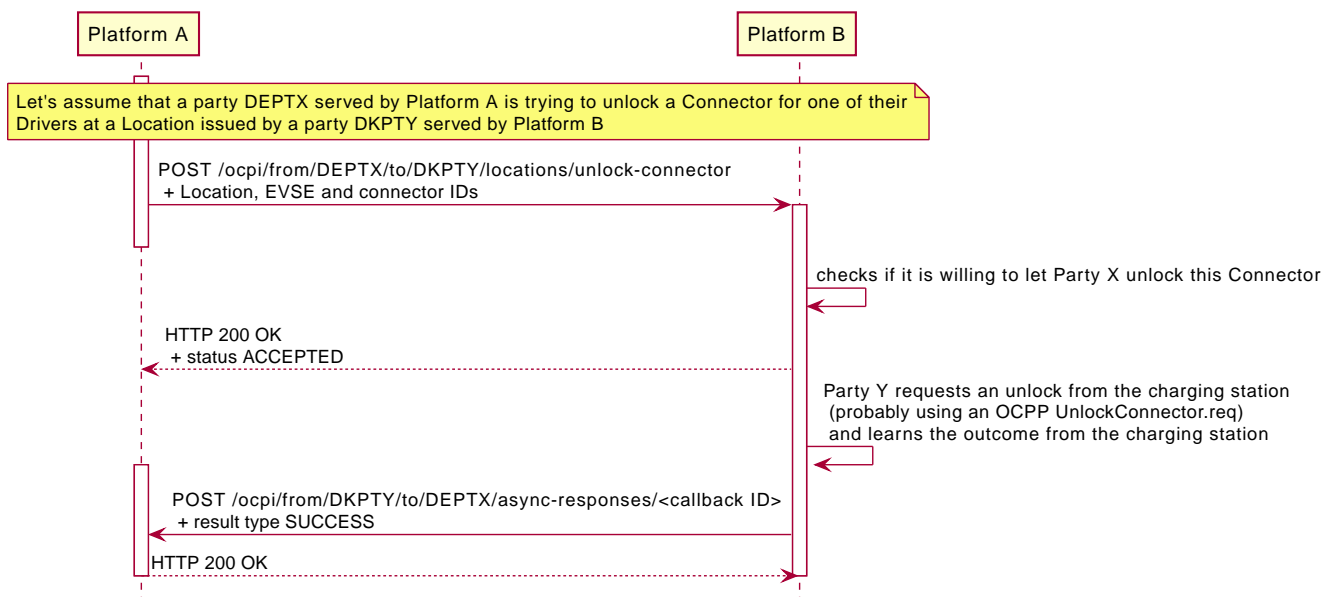 Platform A
Platform B
Let's assume that a party DEPTX served by Platform A is trying to unlock a Connector for one of their
Drivers at a Location issued by a party DKPTY served by Platform B
POST /ocpi/from/DEPTX/to/DKPTY/locations/unlock-connector
+ Location, EVSE and connector IDs
checks if it is willing to let Party X unlock this Connector
HTTP 200 OK
+ status ACCEPTED
Party Y requests an unlock from the charging station
(probably using an OCPP UnlockConnector.req)
and learns the outcome from the charging station
POST /ocpi/from/DKPTY/to/DEPTX/async-responses/<callback ID>
+ result type SUCCESS
HTTP 200 OK